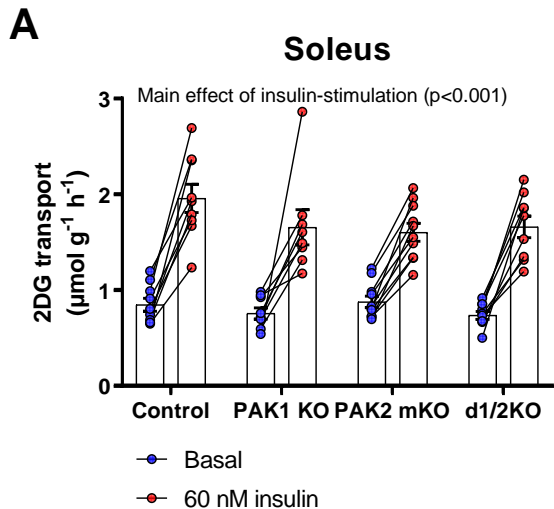 A
Soleus
Main effect of insulin-stimulation (p<0.001)
2DG transport
(µmol g⁻¹ h⁻¹)
3
2
1
0
Control PAK1 KO PAK2 mKO d1/2KO
Basal
60 nM insulin